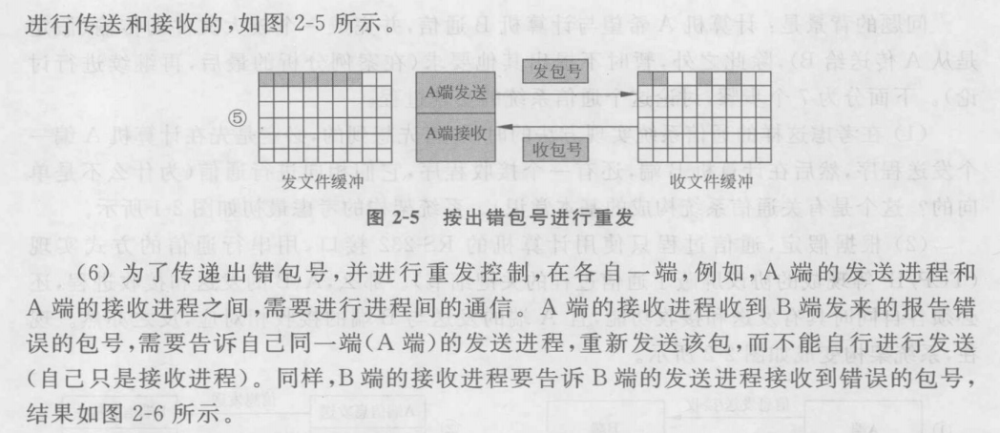 进行传送和接收的,如图2-5所示。
⑤
A端发送
A端接收
发包号
收包号
发文件缓冲
收文件缓冲
图 2-5 按出错包号进行重发
(6) 为了传递出错包号,并进行重发控制,在各自一端,例如,A 端的发送进程和
A 端的接收进程之间,需要进行进程间的通信。A 端的接收进程收到 B 端发来的报告错
误的包号,需要告诉自己同一端(A 端)的发送进程,重新发送该包,而不能自行进行发送
(自己只是接收进程)。同样,B 端的接收进程要告诉 B 端的发送进程接收到错误的包号,
结果如图 2-6 所示。